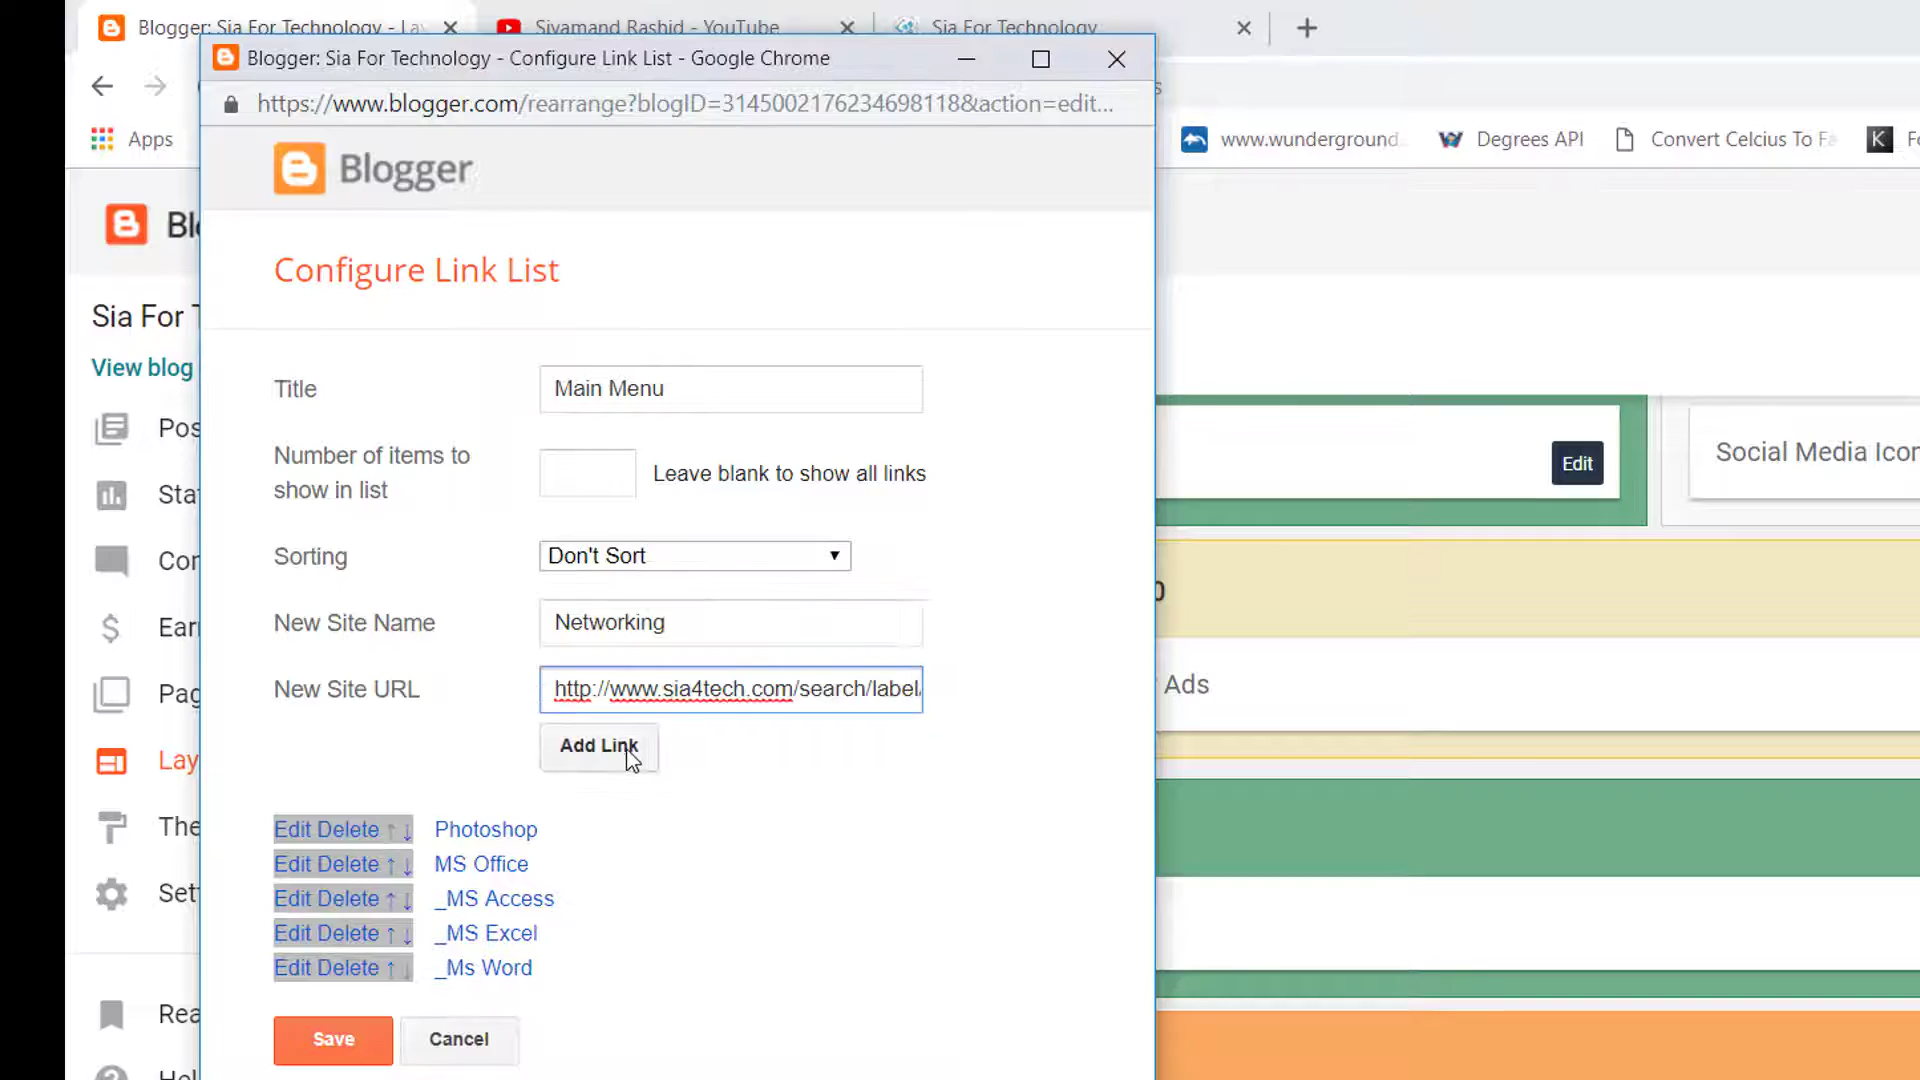 Blogger: Sia For Technology - La
Siyamand Rashid - YouTube
Sia For Technology
Blogger: Sia For Technology - Configure Link List - Google Chrome
https://www.blogger.com/rearrange?blogID=3145002176234698118&action=edit...
Apps
www.wunderground.
Degrees API
Convert Celcius To Fa
K
Blogger
Configure Link List
Sia For
View blog
Title
Main Menu
Number of items to
show in list
Leave blank to show all links
Edit
Social Media Icon
Pos
Stat
Sorting
Don't Sort
Con
New Site Name
Networking
Earn
New Site URL
http://www.sia4tech.com/search/label/
Pag
Ads
Add Link
Lay
Edit Delete ↑ ↓ Photoshop
The
Edit Delete ↑ ↓ MS Office
Edit Delete ↑ ↓ _MS Access
Set
Edit Delete ↑ ↓ _MS Excel
Edit Delete ↑ ↓ _Ms Word
Rea
Save
Cancel
Hel